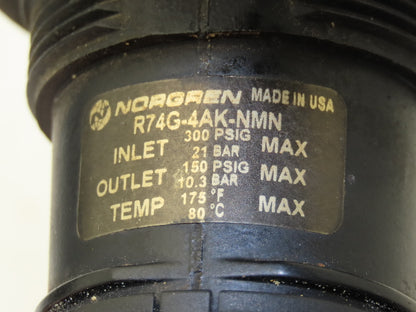 NORGREN MADE IN USA
R74G-4AK-NMN
INLET 300 PSIG 21 BAR MAX
OUTLET 150 PSIG 10.3 BAR MAX
TEMP 175 °F 80 °C MAX